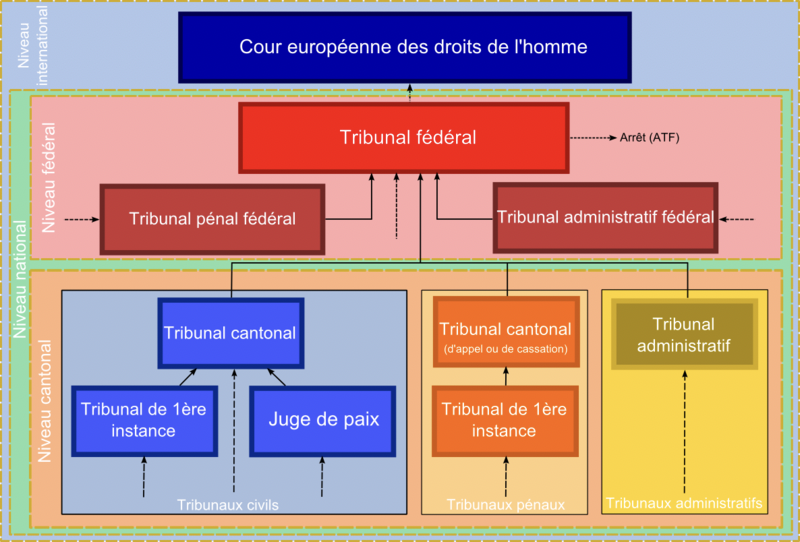 Niveau
international
Cour européenne des droits de l'homme
Niveau national
Niveau fédéral
Tribunal fédéral
Arrêt (ATF)
Tribunal pénal fédéral
Tribunal administratif fédéral
Niveau cantonal
Tribunal cantonal
Tribunal de 1ère
instance
Juge de paix
Tribunaux civils
Tribunal cantonal
(d'appel ou de cassation)
Tribunal de 1ère
instance
Tribunaux pénaux
Tribunal
administratif
Tribunaux administratifs